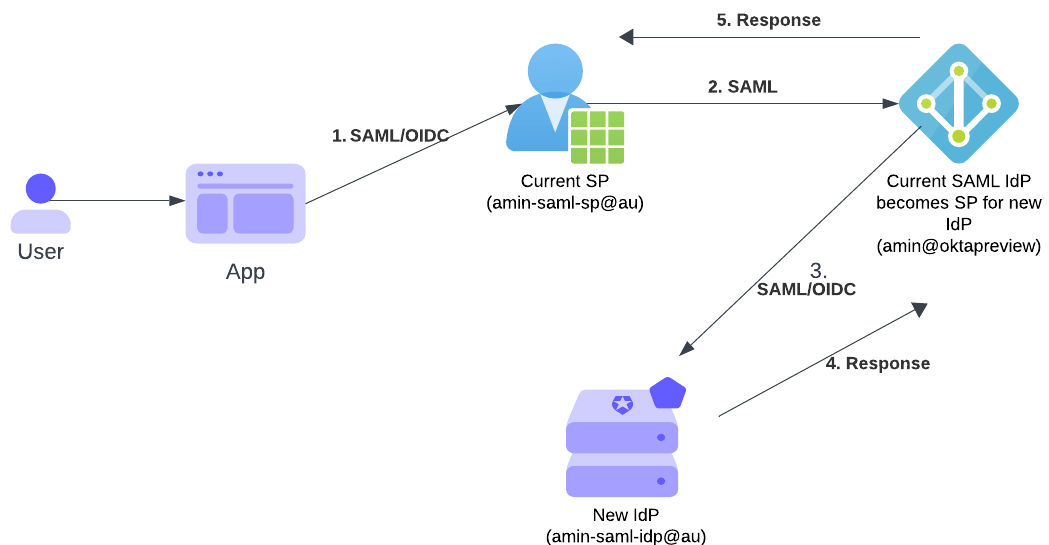 5. Response
2. SAML
1. SAML/OIDC
Current SP
(amin-saml-sp@au)
Current SAML IdP
becomes SP for new
IdP
(amin@oktapreview)
User
App
3.
SAML/OIDC
4. Response
New IdP
(amin-saml-idp@au)